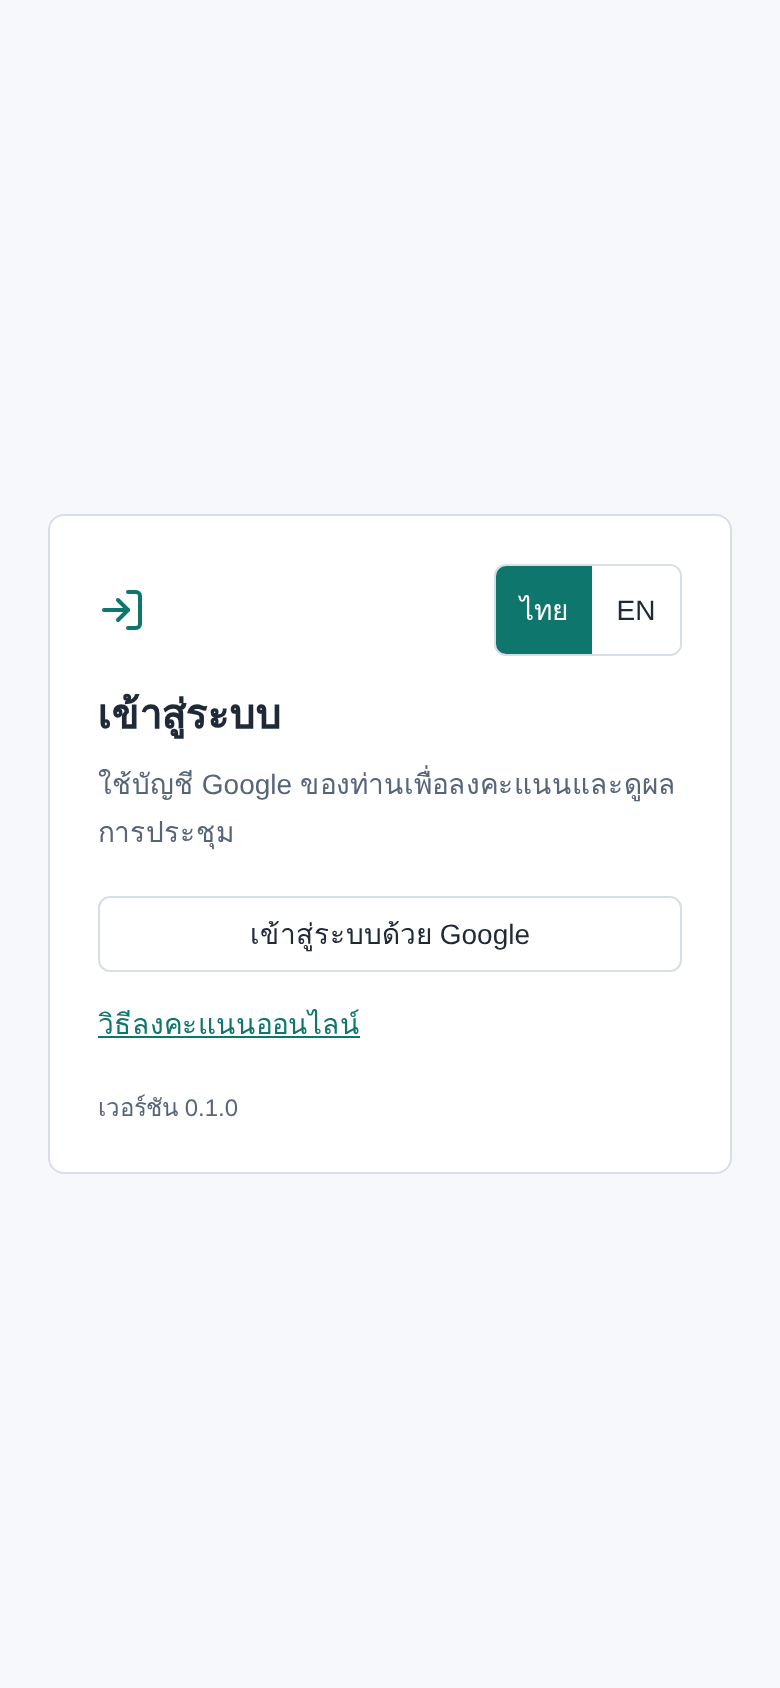 ไทย EN
เข้าสู่ระบบ
ใช้บัญชี Google ของท่านเพื่อลงคะแนนและดูผล
การประชุม
เข้าสู่ระบบด้วย Google
วิธีลงคะแนนออนไลน์
เวอร์ชัน 0.1.0